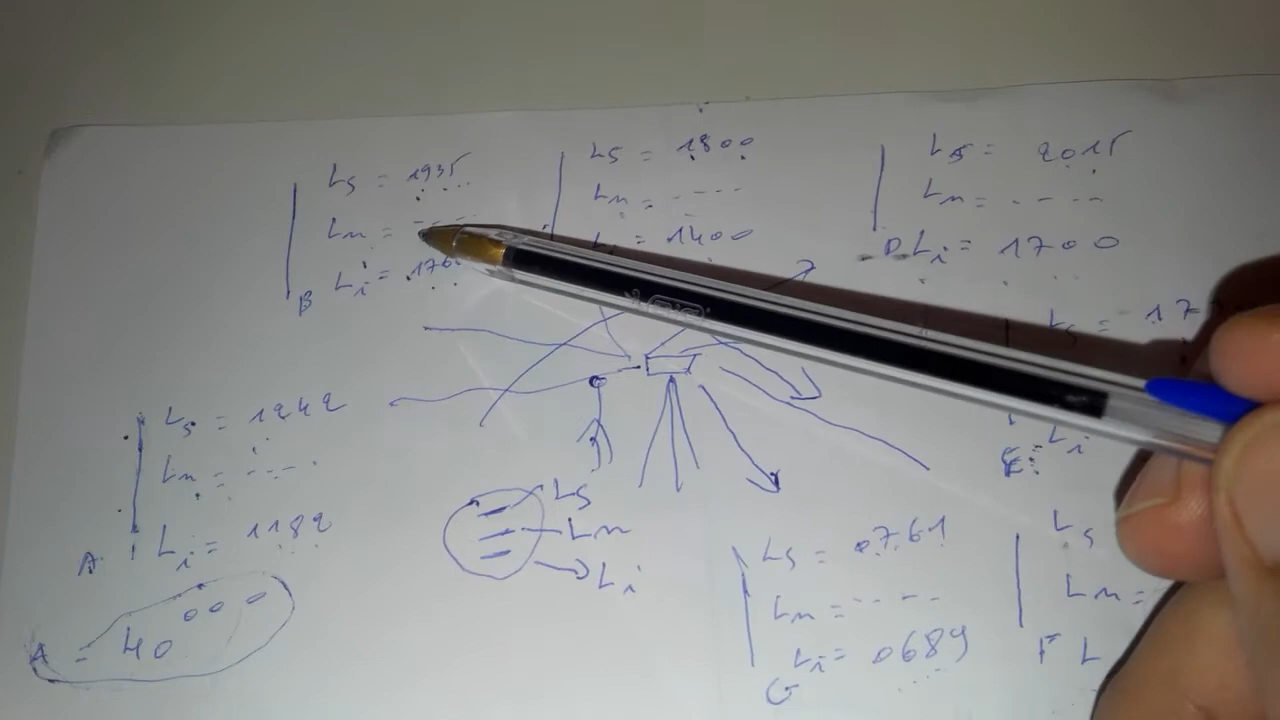 Ls = 1935
Lm = ----
B Li = 176
Ls = 1800
Lm = ----
Li = 1400
Ls = 2015
Lm = ----
D Li = 1700
Ls = 17
E Li
Ls = 1242
Lm = ----
A Li = 1182
A = 40 000
Ls
Lm
Li
Ls = 0761
Lm = ----
Li = 0689
G
Ls
Lm =
F L